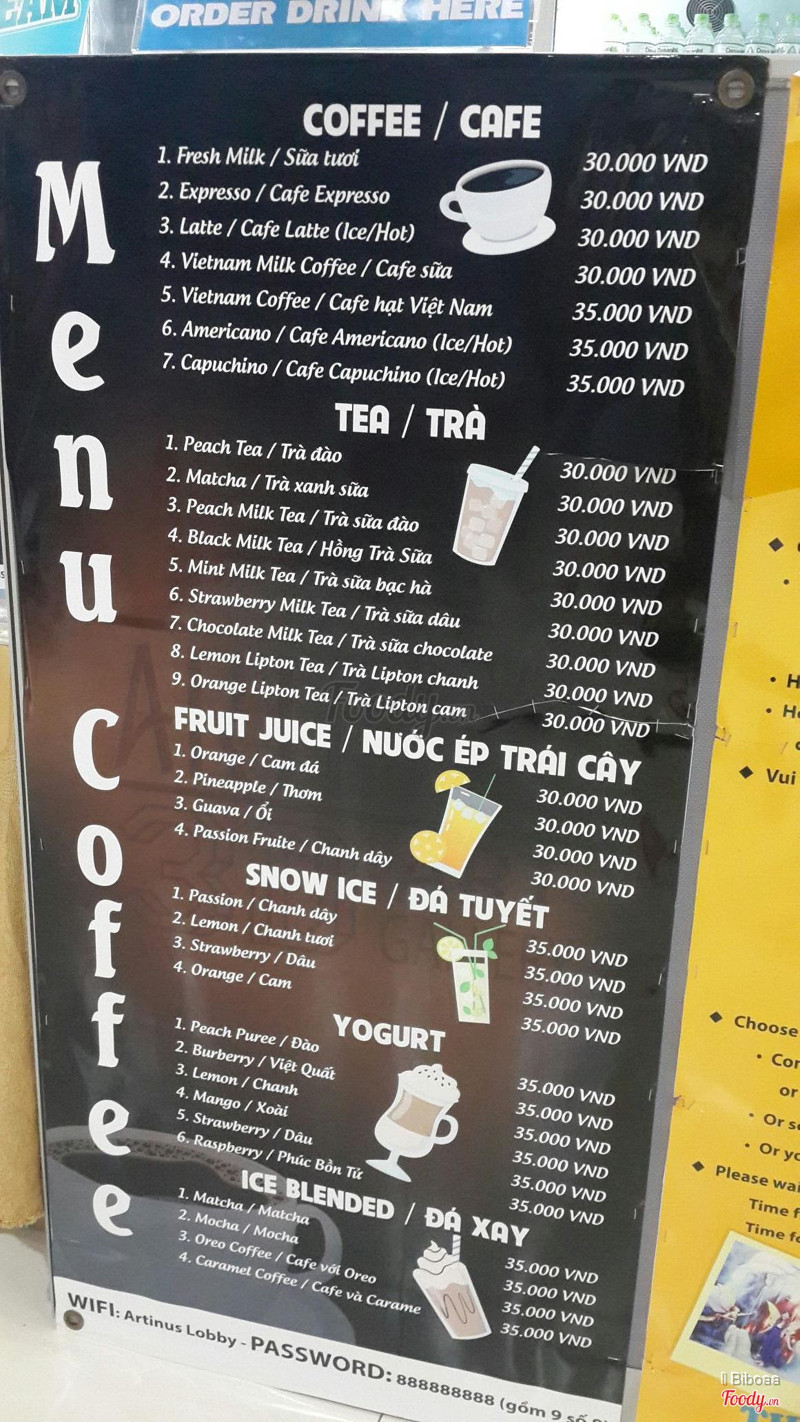 EAM
ORDER DRINK HERE
Menu Coffee
COFFEE / CAFE
1. Fresh Milk / Sữa tươi 30.000 VND
2. Expresso / Cafe Expresso 30.000 VND
3. Latte / Cafe Latte (Ice/Hot) 30.000 VND
4. Vietnam Milk Coffee / Cafe sữa 30.000 VND
5. Vietnam Coffee / Cafe hạt Việt Nam 35.000 VND
6. Americano / Cafe Americano (Ice/Hot) 35.000 VND
7. Capuchino / Cafe Capuchino (Ice/Hot) 35.000 VND
TEA / TRÀ
1. Peach Tea / Trà đào 30.000 VND
2. Matcha / Trà xanh sữa 30.000 VND
3. Peach Milk Tea / Trà sữa đào 30.000 VND
4. Black Milk Tea / Hồng Trà Sữa 30.000 VND
5. Mint Milk Tea / Trà sữa bạc hà 30.000 VND
6. Strawberry Milk Tea / Trà sữa dâu 30.000 VND
7. Chocolate Milk Tea / Trà sữa chocolate 30.000 VND
8. Lemon Lipton Tea / Trà Lipton chanh 30.000 VND
9. Orange Lipton Tea / Trà Lipton cam 30.000 VND
FRUIT JUICE / NƯỚC ÉP TRÁI CÂY
1. Orange / Cam đá 30.000 VND
2. Pineapple / Thơm 30.000 VND
3. Guava / Ổi 30.000 VND
4. Passion Fruite / Chanh dây 30.000 VND
SNOW ICE / ĐÁ TUYẾT
1. Passion / Chanh dây 35.000 VND
2. Lemon / Chanh tươi 35.000 VND
3. Strawberry / Dâu 35.000 VND
4. Orange / Cam 35.000 VND
YOGURT
1. Peach Puree / Đào 35.000 VND
2. Burberry / Việt Quất 35.000 VND
3. Lemon / Chanh 35.000 VND
4. Mango / Xoài 35.000 VND
5. Strawberry / Dâu 35.000 VND
6. Raspberry / Phúc Bồn Tử 35.000 VND
ICE BLENDED / ĐÁ XAY
1. Matcha / Matcha 35.000 VND
2. Mocha / Mocha 35.000 VND
3. Oreo Coffee / Cafe với Oreo 35.000 VND
4. Caramel Coffee / Cafe và Carame 35.000 VND
WIFI: Artinus Lobby - PASSWORD: 888888888 (gồm 9 số
Vui
Choose
or
Or
Or
Please
Time
Time
Il Biboaa
Foody.vn